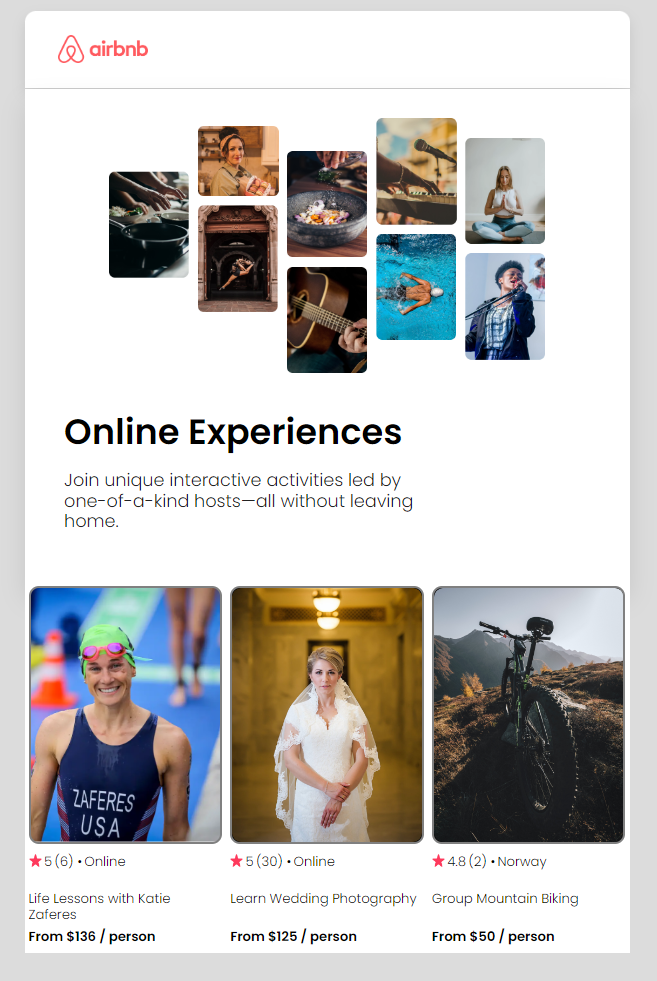 airbnb
Online Experiences
Join unique interactive activities led by
one-of-a-kind hosts—all without leaving
home.
ZAFERES
USA
5 (6) • Online
Life Lessons with Katie
Zaferes
From $136 / person
5 (30) • Online
Learn Wedding Photography
From $125 / person
4.8 (2) • Norway
Group Mountain Biking
From $50 / person